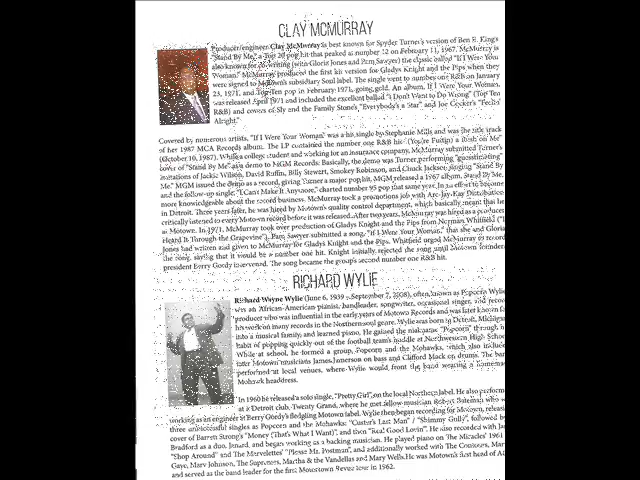 CLAY MCMURRAY
Producer/engineer Clay McMurray is best known for Spyder Turner's version of Ben E. King's
"Stand By Me," a Top 20 pop hit that peaked at number 12 on February 11, 1967. McMurray is
also known for co-writing (with Gloria Jones and Pam Sawyer) the classic ballad "If I Were Your
Woman." McMurray produced the first hit version for Gladys Knight and the Pips when they
were signed to Motown's subsidiary Soul label. The single went to number one R&B on January
23, 1971, and Top Ten pop in February 1971, going gold. An album, If I Were Your Woman,
was released April 1971 and included the excellent ballad "I Don't Want to Do Wrong" (Top Ten
R&B) and covers of Sly and the Family Stone's "Everybody's a Star" and Joe Cocker's "Feelin'
Alright."
Covered by numerous artists, "If I Were Your Woman" was a hit single by Stephanie Mills and was the title track
of her 1987 MCA Records album. The LP contained the number one R&B hit "(You're Puttin') a Rush on Me"
(October 10, 1987). While a college student and working for an insurance company, McMurray submitted Turner's
cover of "Stand By Me" as a demo to MGM Records. Basically, the demo was Turner performing
imitations of Jackie Wilson, David Ruffin, Billy Stewart, Smokey Robinson, and Chuck Jackson singing "Stand By
Me." MGM issued the demo as a record, giving Turner a major pop hit. MGM released a 1967 album, Stand By Me,
and the follow-up single, "I Can't Make It Anymore," charted number 95 pop that same year. In an effort to become
more knowledgeable about the record business, McMurray took a promotions job with Arc-Jay-Kay Distribution
in Detroit. Three years later, he was hired by Motown's quality control department, which basically meant that he
critically listened to every Motown record before it was released. After two years, McMurray was hired as a producer
at Motown. In 1971, McMurray took over production of Gladys Knight and the Pips from Norman Whitfield ("I
Heard It Through the Grapevine"). Pam Sawyer submitted a song, "If I Were Your Woman," that she and Gloria
Jones had written and given to McMurray for Gladys Knight and the Pips. Whitfield urged McMurray to record
the song, saying that it would be a number one hit. Knight initially rejected the song until Motown founder/
president Berry Gordy intervened. The song became the group's second number one R&B hit.
RICHARD WYLIE
Richard Wayne Wylie (June 6, 1939 - September 7, 2008), often known as Popcorn Wylie,
was an African-American pianist, bandleader, songwriter, occasional singer, and record
producer who was influential in the early years of Motown Records and was later known for
his work on many records in the Northern soul genre. Wylie was born in Detroit, Michigan
into a musical family, and learned piano. He gained the nickname "Popcorn" through his
habit of popping quickly out of the football team's huddle at Northwestern High School
While at school, he formed a group, Popcorn and the Mohawks, which also included
later Motown musicians James Jamerson on bass and Clifford Mack on drums. The band
performed at local venues, where Wylie would front the band wearing a homemade
Mohawk headdress.
In 1960 he released a solo single, "Pretty Girl", on the local Northern label. He also performed
at a Detroit club, Twenty Grand, where he met fellow musician Robert Bateman who was
working as an engineer at Berry Gordy's fledgling Motown label. Wylie then began recording for Motown, releasing
three unsuccessful singles as Popcorn and the Mohawks: "Custer's Last Man" / "Shimmy Gully", followed by
cover of Barrett Strong's "Money (That's What I Want)", and then "Real Good Lovin'". He also recorded with Janie
Bradford as a duo, and began working as a backing musician. He played piano on The Miracles' 1961
"Shop Around" and The Marvelettes' "Please Mr. Postman", and additionally worked with The Contours, Marvin
Gaye, Marv Johnson, The Supremes, Martha & the Vandellas and Mary Wells. He was Motown's first head of A&
and served as the band leader for the first Motortown Revue tour in 1962.